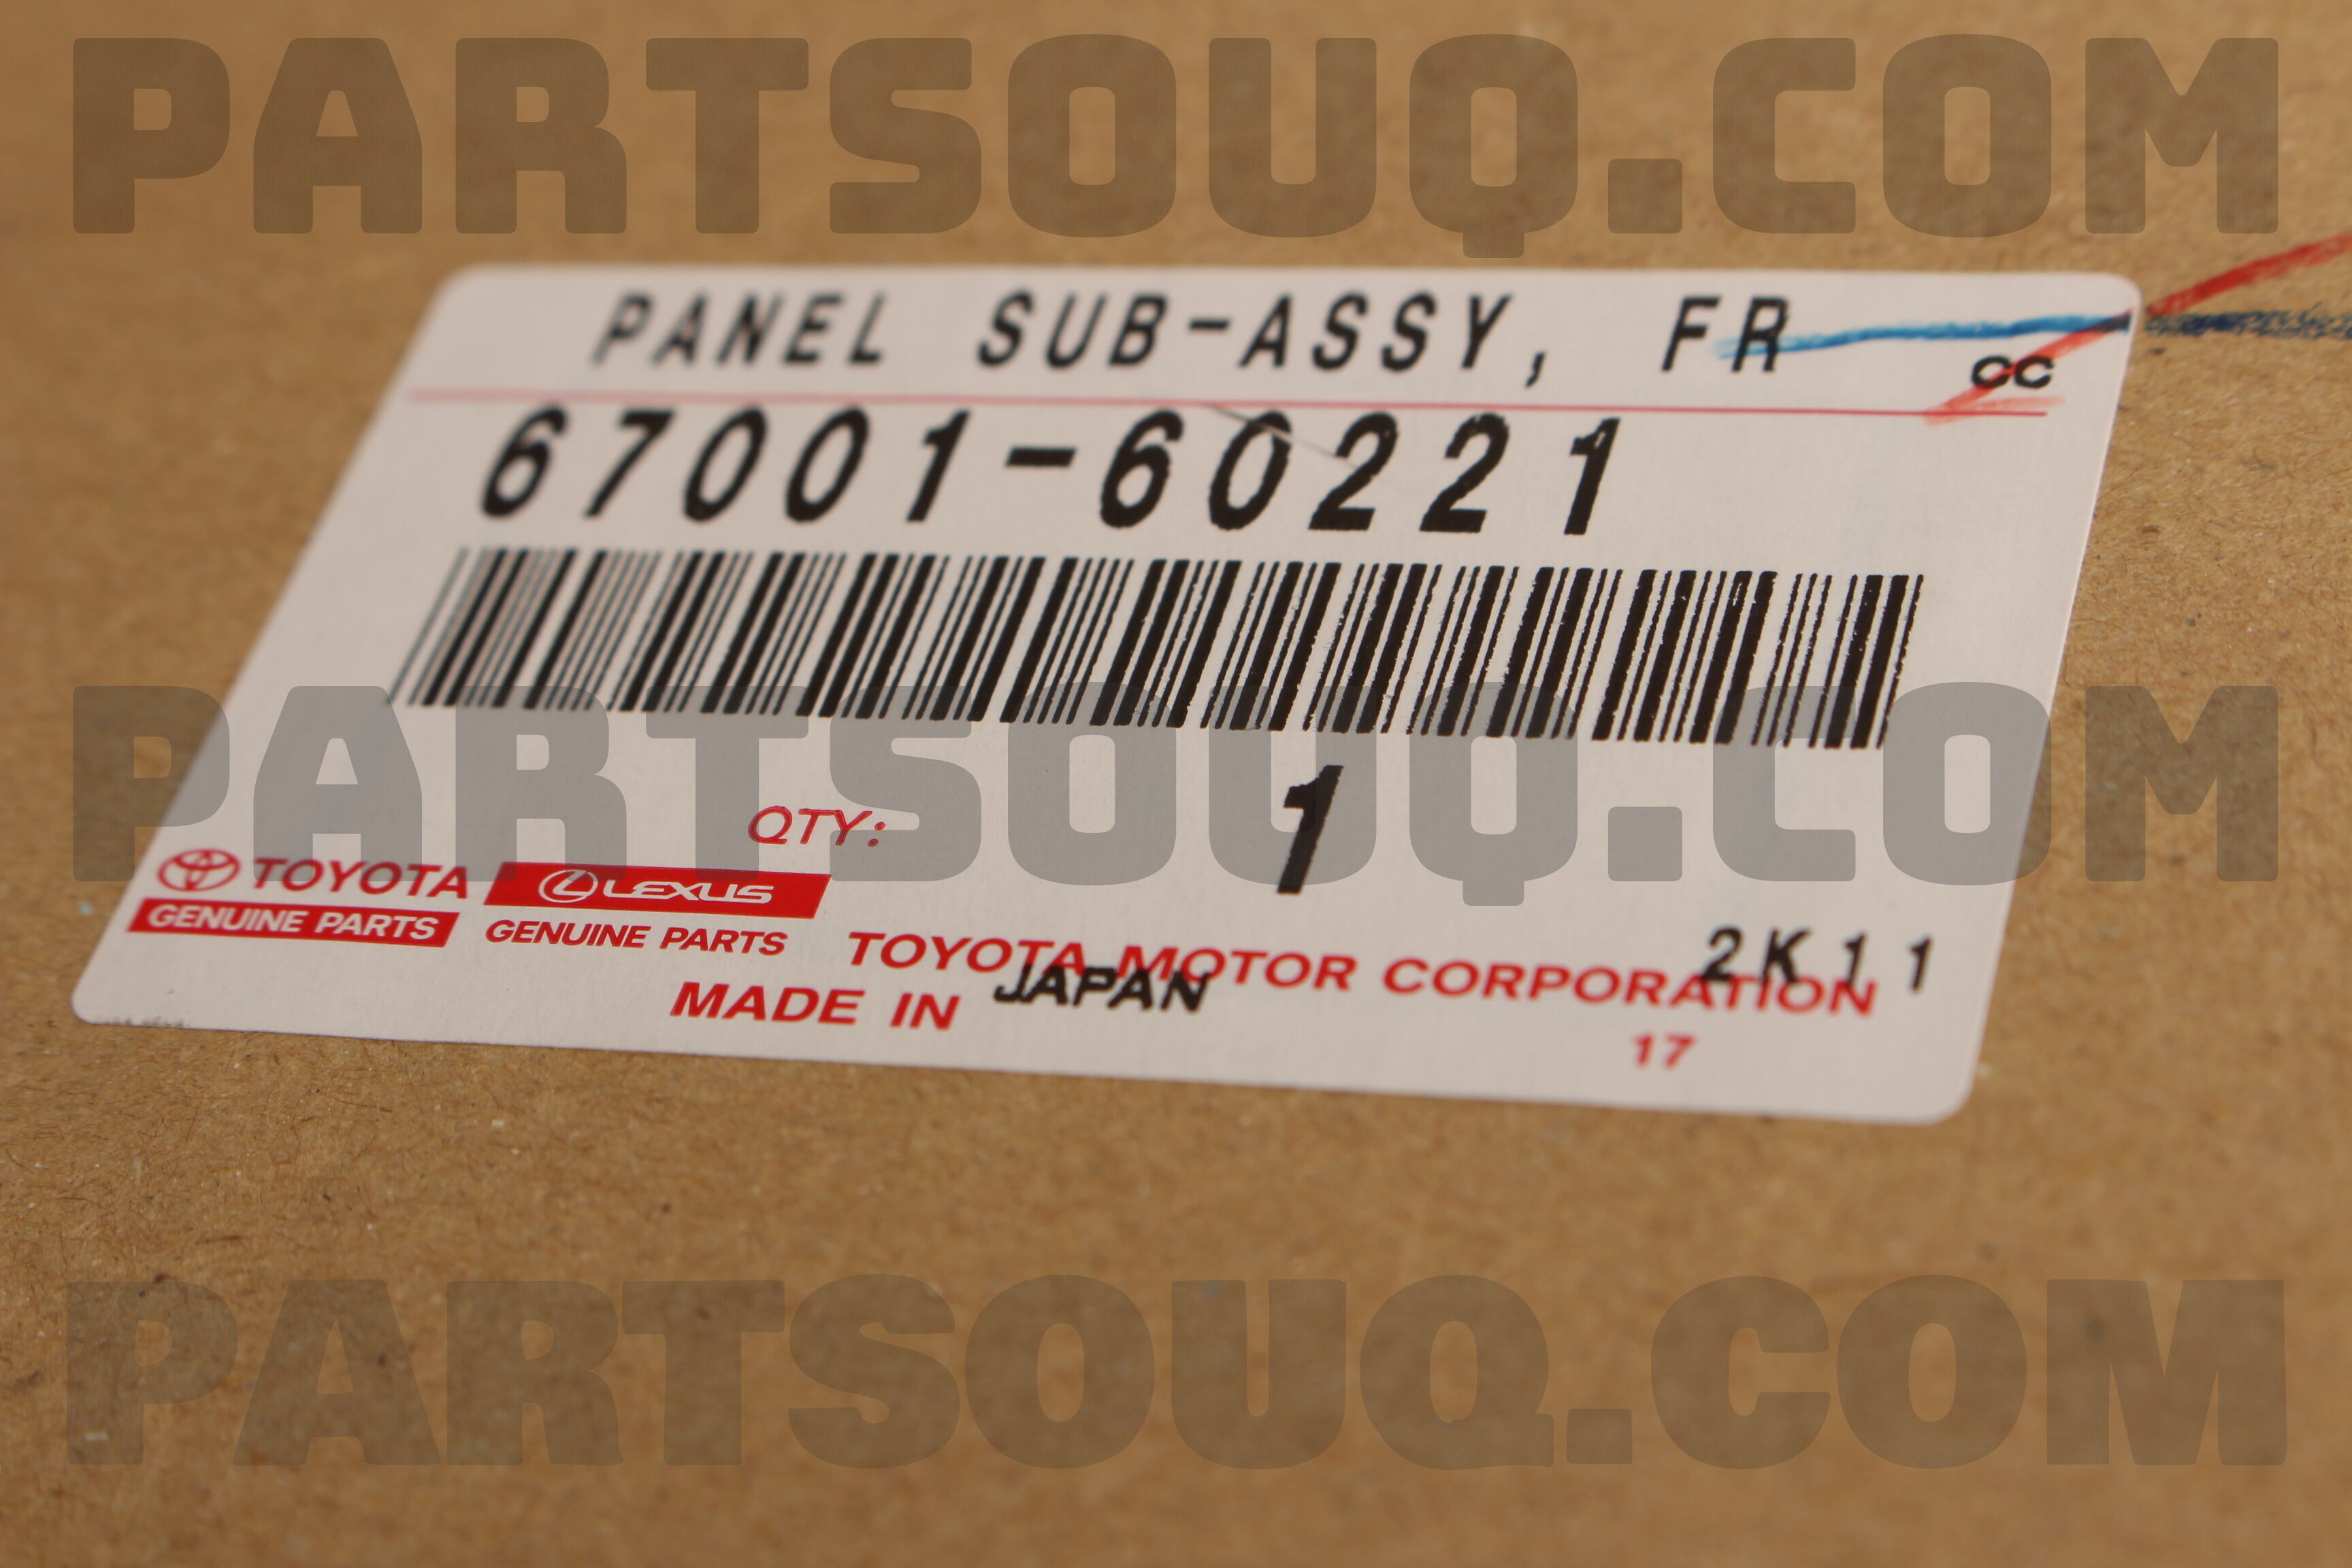 PARTSOUQ.COM
PANEL SUB-ASSY, FR
CC
67001-60221
PARTSOUQ.COM
QTY: 1
TOYOTA LEXUS
GENUINE PARTS GENUINE PARTS
TOYOTA MOTOR CORPORATION
2K11
MADE IN JAPAN
17
PARTSOUQ.COM